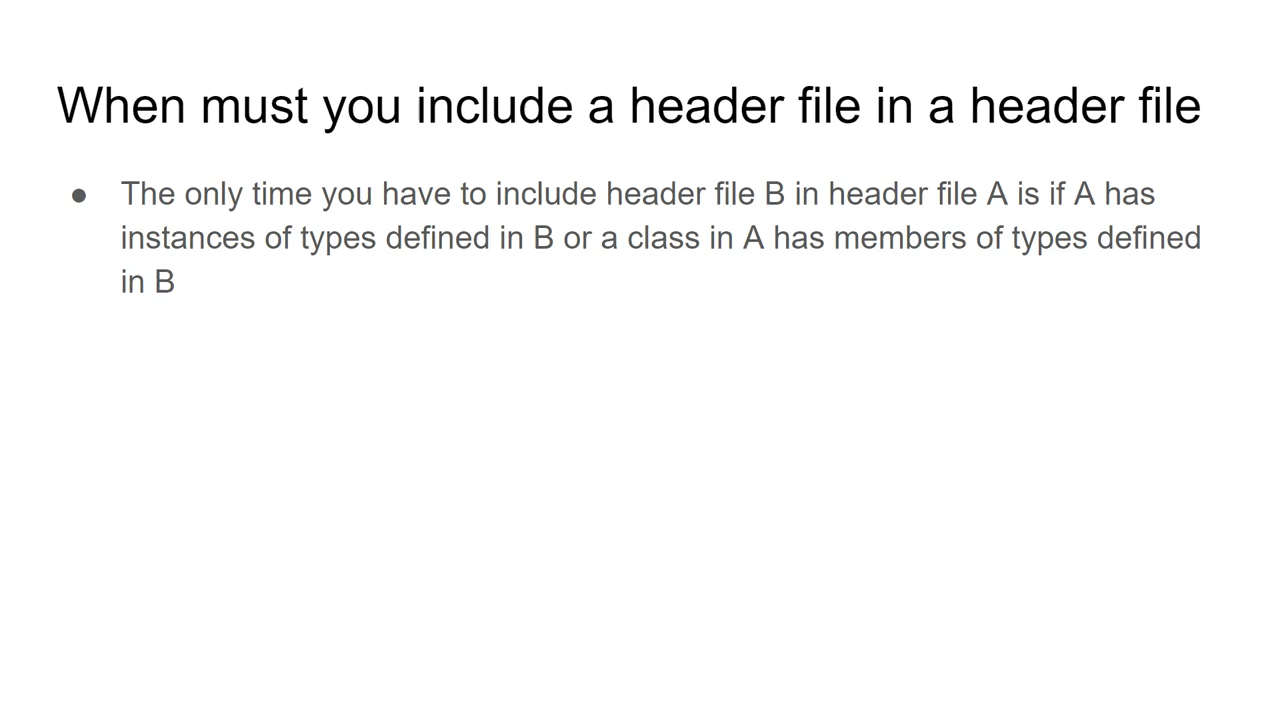 When must you include a header file in a header file
● The only time you have to include header file B in header file A is if A has
instances of types defined in B or a class in A has members of types defined
in B